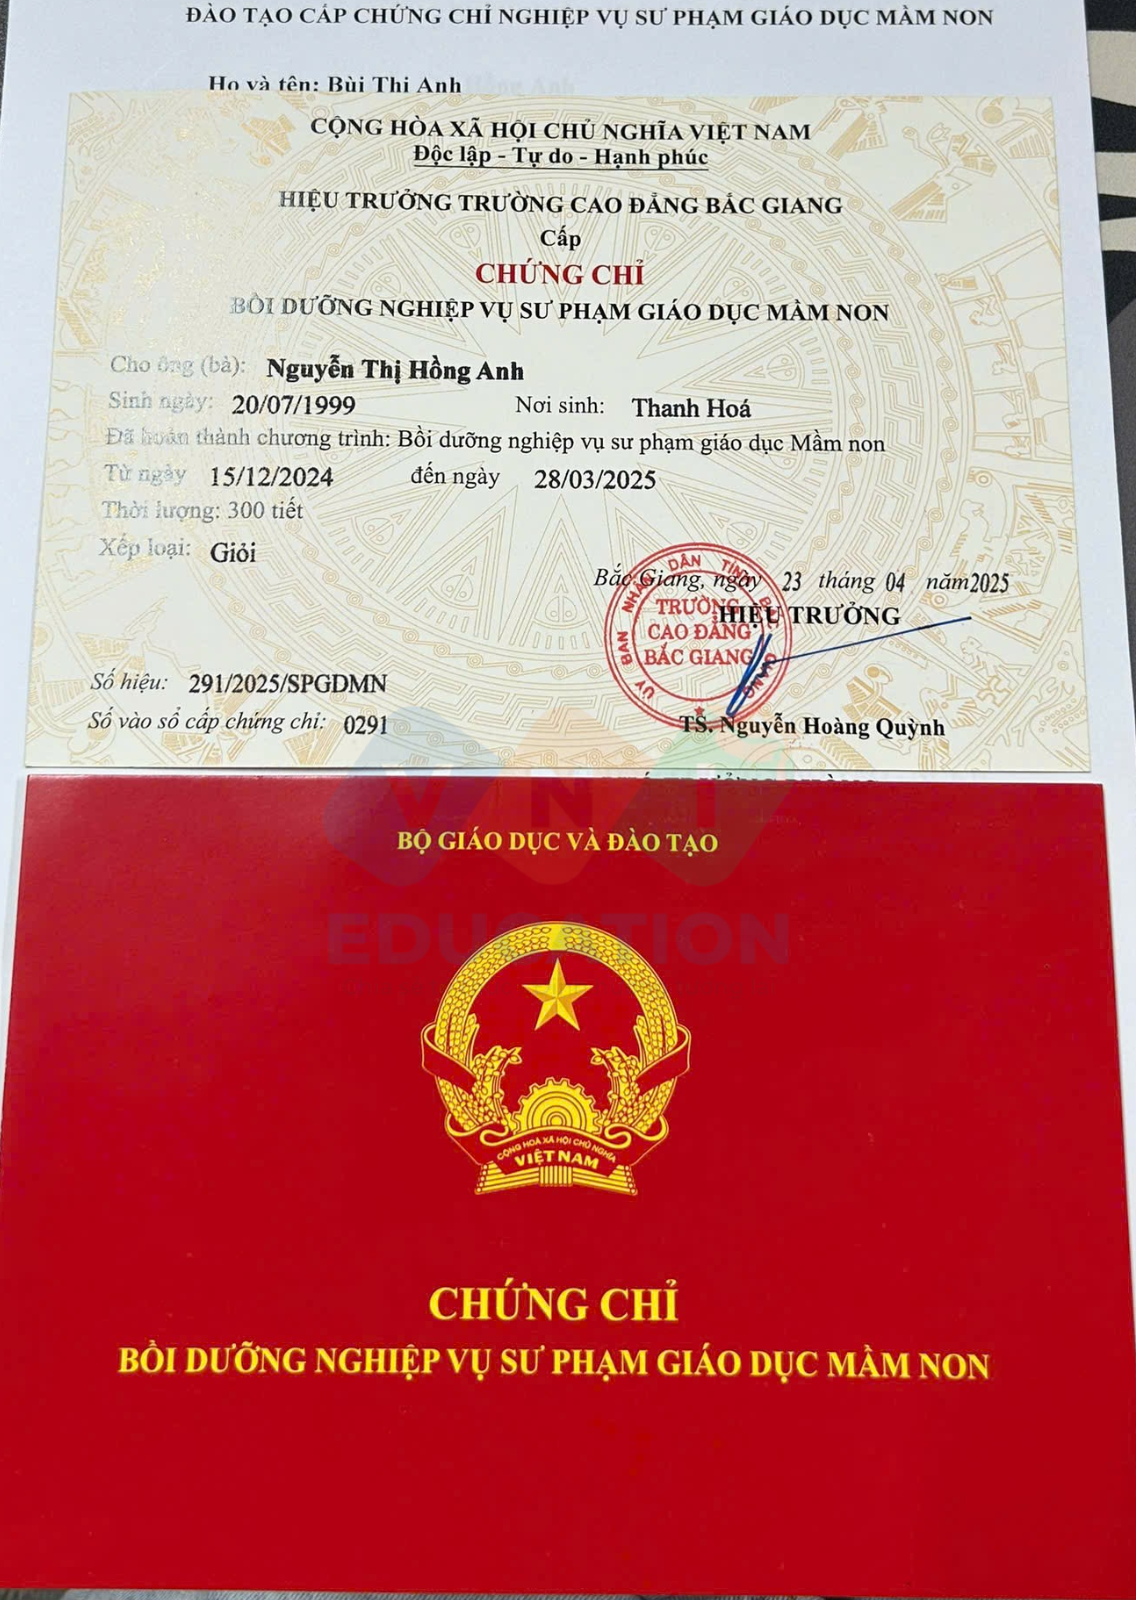 ĐÀO TẠO CẤP CHỨNG CHỈ NGHIỆP VỤ SƯ PHẠM GIÁO DỤC MẦM NON
Họ và tên: Bùi Thị Anh
CỘNG HÒA XÃ HỘI CHỦ NGHĨA VIỆT NAM
Độc lập - Tự do - Hạnh phúc
HIỆU TRƯỞNG TRƯỜNG CAO ĐẲNG BẮC GIANG
Cấp
CHỨNG CHỈ
BỒI DƯỠNG NGHIỆP VỤ SƯ PHẠM GIÁO DỤC MẦM NON
Cho ông (bà): Nguyễn Thị Hồng Anh
Sinh ngày: 20/07/1999 Nơi sinh: Thanh Hoá
Đã hoàn thành chương trình: Bồi dưỡng nghiệp vụ sư phạm giáo dục Mầm non
Từ ngày 15/12/2024 đến ngày 28/03/2025
Thời lượng: 300 tiết
Xếp loại: Giỏi
Bắc Giang, ngày 23 tháng 04 năm 2025
HIỆU TRƯỞNG
ỦY BAN NHÂN DÂN TỈNH BẮC GIANG
TRƯỜNG
CAO ĐẲNG
BẮC GIANG
Số hiệu: 291/2025/SPGDMN
Số vào sổ cấp chứng chỉ: 0291
TS. Nguyễn Hoàng Quỳnh
VNI
EDUCATION
BỘ GIÁO DỤC VÀ ĐÀO TẠO
CỘNG HOÀ XÃ HỘI CHỦ NGHĨA
VIỆT NAM
CHỨNG CHỈ
BỒI DƯỠNG NGHIỆP VỤ SƯ PHẠM GIÁO DỤC MẦM NON